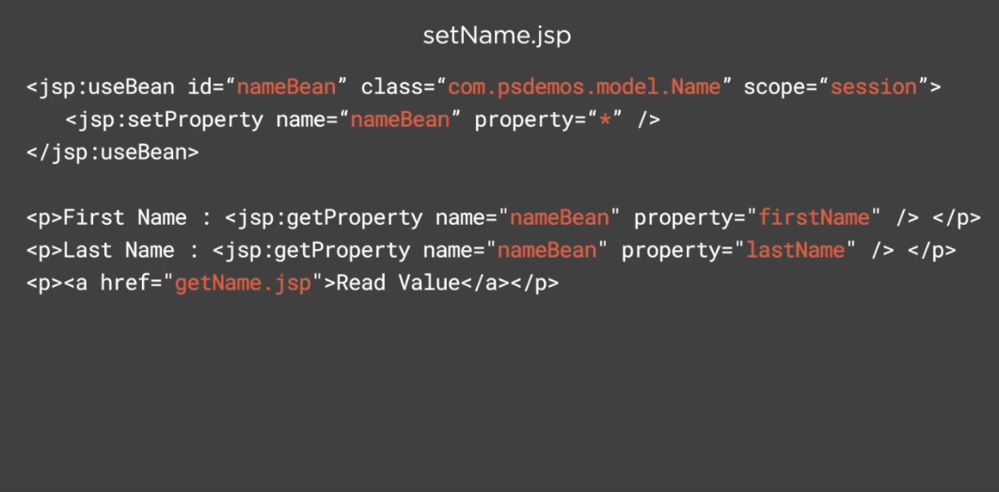 setName.jsp
<jsp:useBean id=“nameBean” class=“com.psdemos.model.Name” scope=“session”>
<jsp:setProperty name=“nameBean” property=“*” />
</jsp:useBean>
<p>First Name : <jsp:getProperty name="nameBean" property="firstName" /> </p>
<p>Last Name : <jsp:getProperty name="nameBean" property="lastName" /> </p>
<p><a href="getName.jsp">Read Value</a></p>